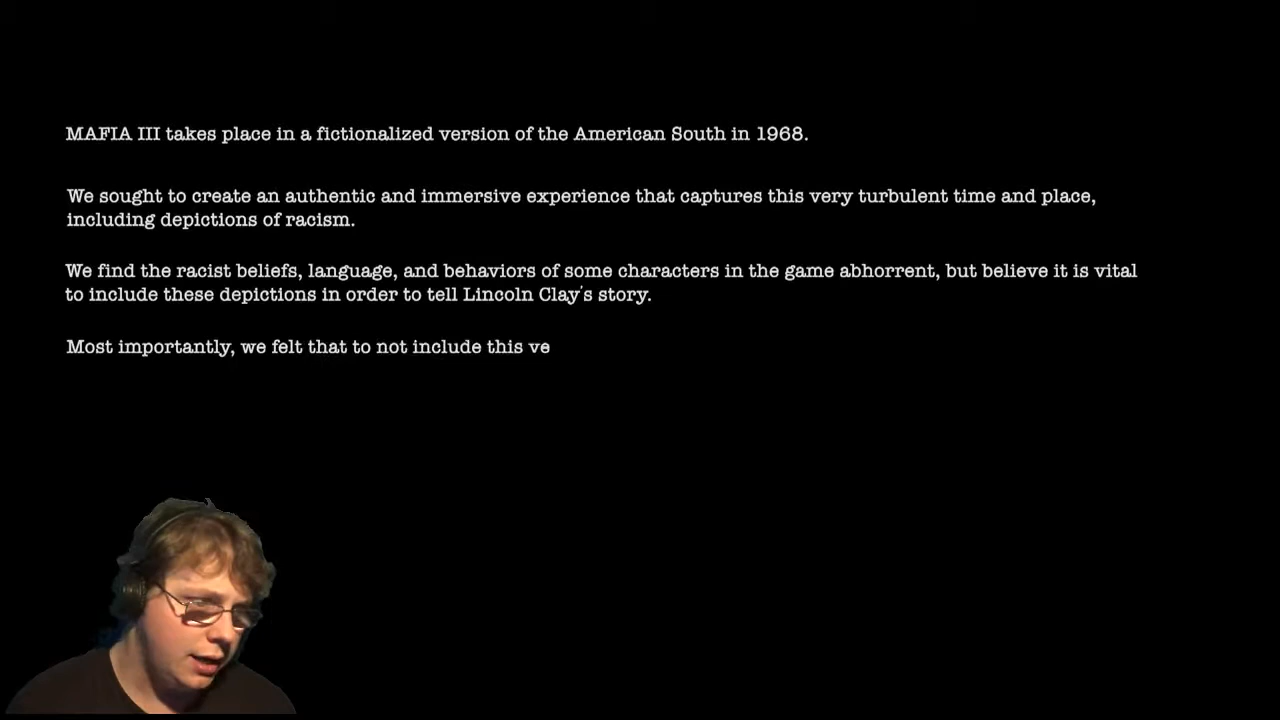 MAFIA III takes place in a fictionalized version of the American South in 1968.
We sought to create an authentic and immersive experience that captures this very turbulent time and place,
including depictions of racism.
We find the racist beliefs, language, and behaviors of some characters in the game abhorrent, but believe it is vital
to include these depictions in order to tell Lincoln Clay's story.
Most importantly, we felt that to not include this ve